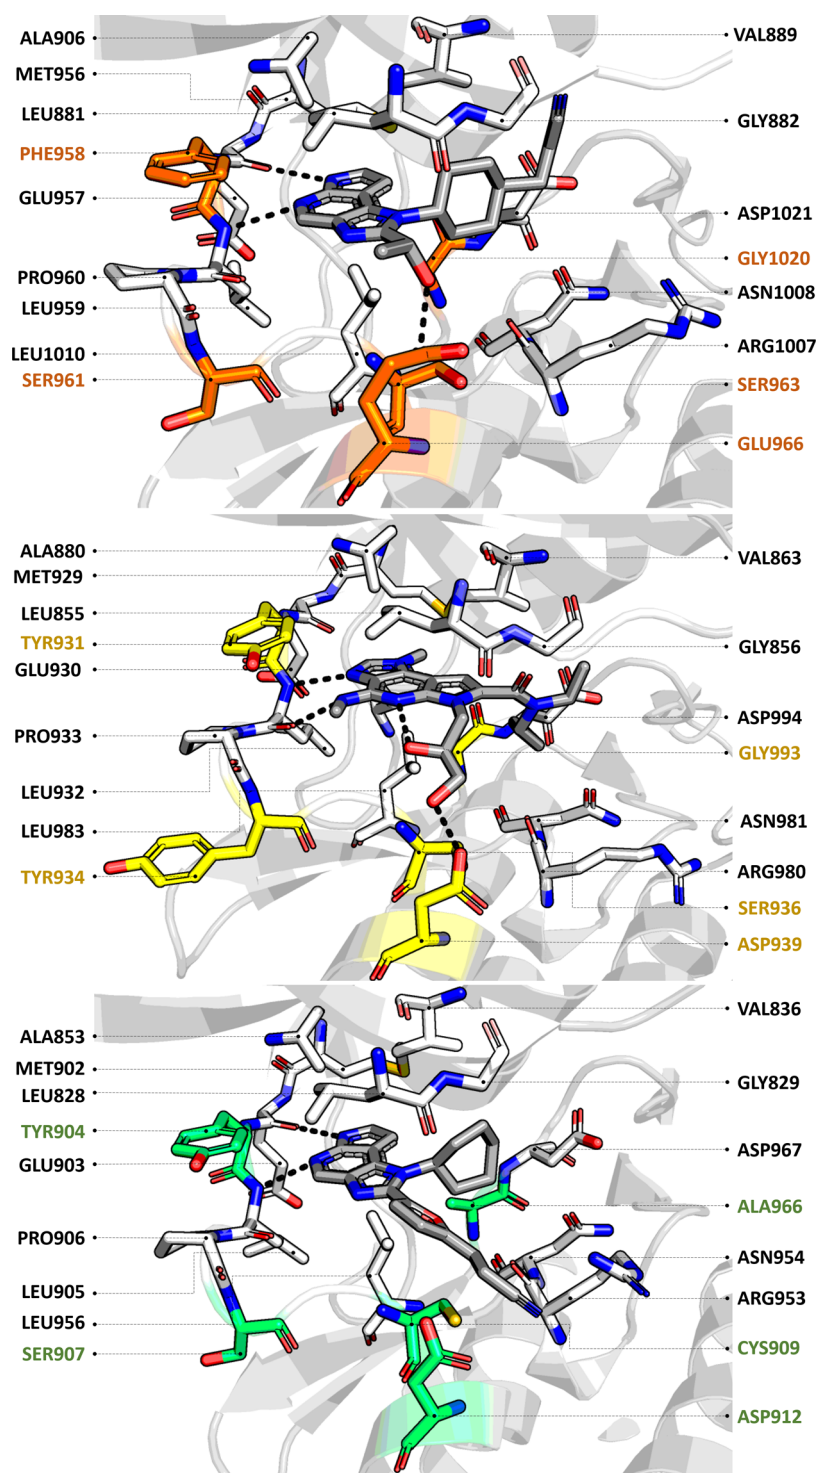 ALA906
MET956
LEU881
PHE958
GLU957
PRO960
LEU959
LEU1010
SER961
VAL889
GLY882
ASP1021
GLY1020
ASN1008
ARG1007
SER963
GLU966
ALA880
MET929
LEU855
TYR931
GLU930
PRO933
LEU932
LEU983
TYR934
VAL863
GLY856
ASP994
GLY993
ASN981
ARG980
SER936
ASP939
ALA853
MET902
LEU828
TYR904
GLU903
PRO906
LEU905
LEU956
SER907
VAL836
GLY829
ASP967
ALA966
ASN954
ARG953
CYS909
ASP912